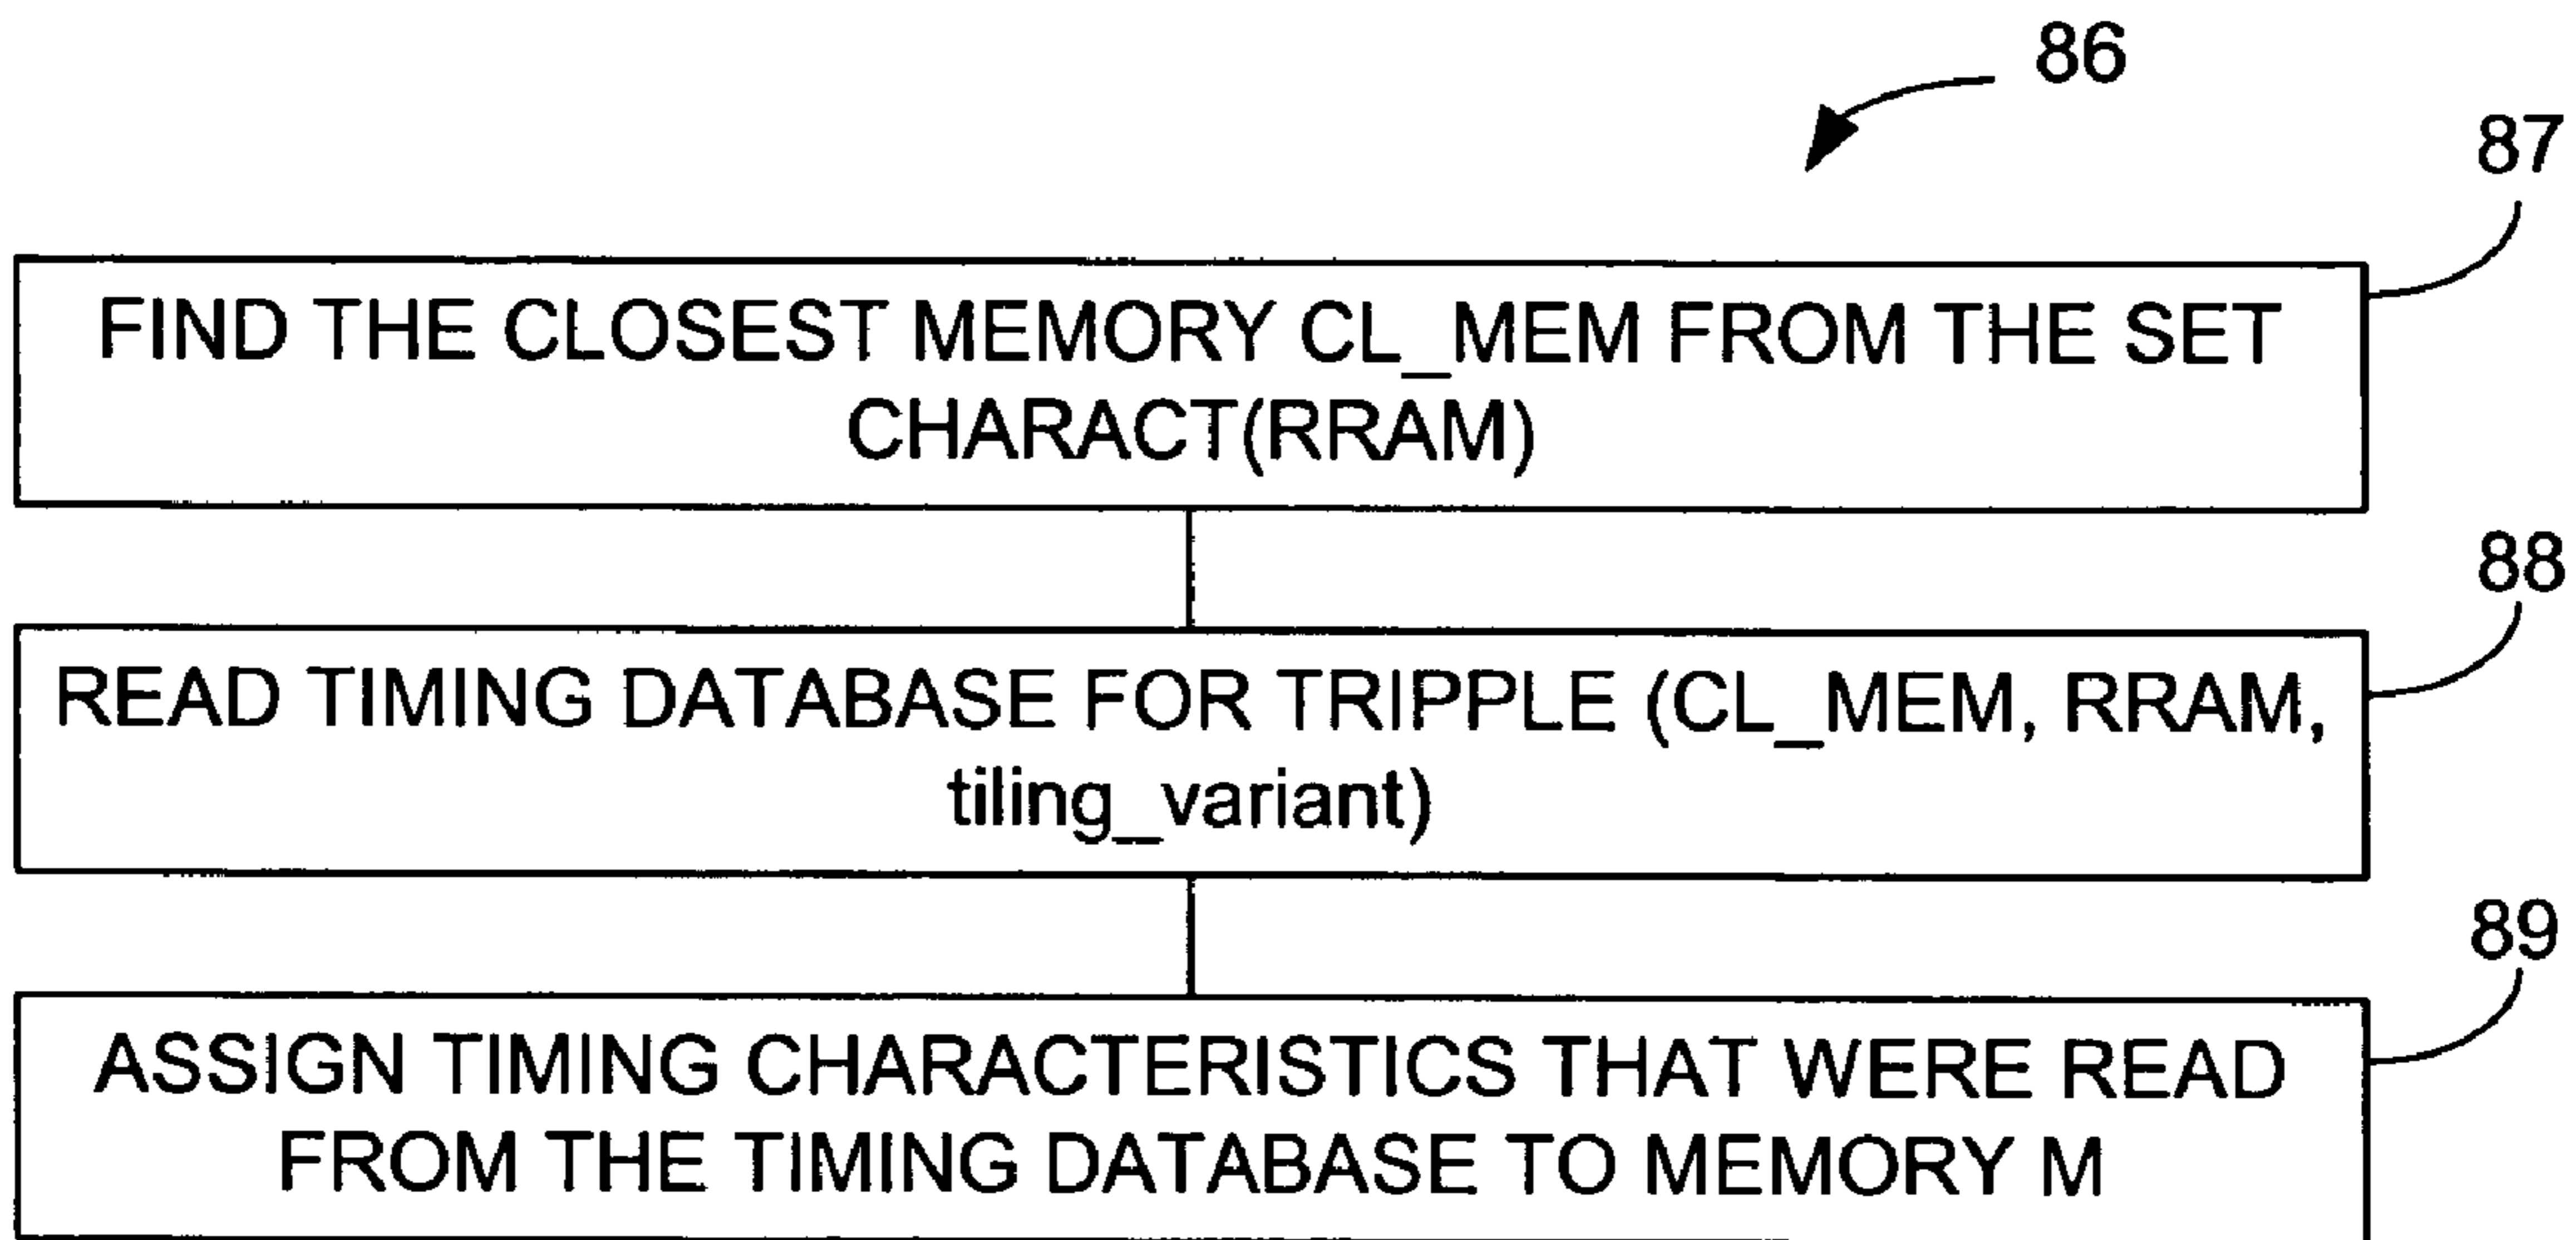 86
87
FIND THE CLOSEST MEMORY CL_MEM FROM THE SET
CHARACT(RRAM)
88
READ TIMING DATABASE FOR TRIPPLE (CL_MEM, RRAM,
tiling_variant)
89
ASSIGN TIMING CHARACTERISTICS THAT WERE READ
FROM THE TIMING DATABASE TO MEMORY M